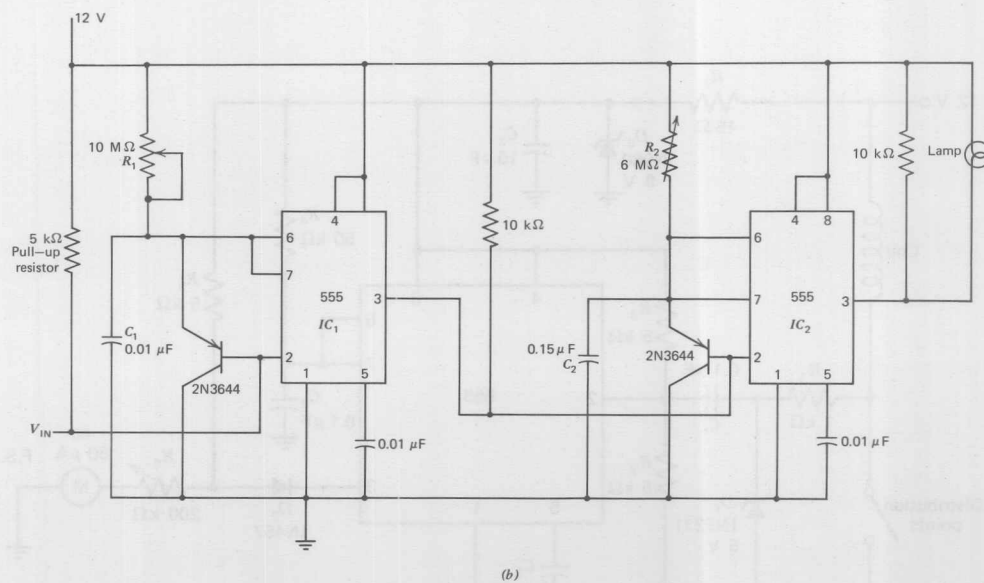 12 V
10 MΩ
R₁
5 kΩ
Pull-up
resistor
C₁
0.01 μF
2N3644
V_IN
4
6
7
555
IC₁
3
2
1
5
0.01 μF
10 kΩ
R₂
6 MΩ
0.15 μF
C₂
2N3644
4
8
6
7
555
IC₂
3
2
1
5
0.01 μF
10 kΩ
Lamp
(b)